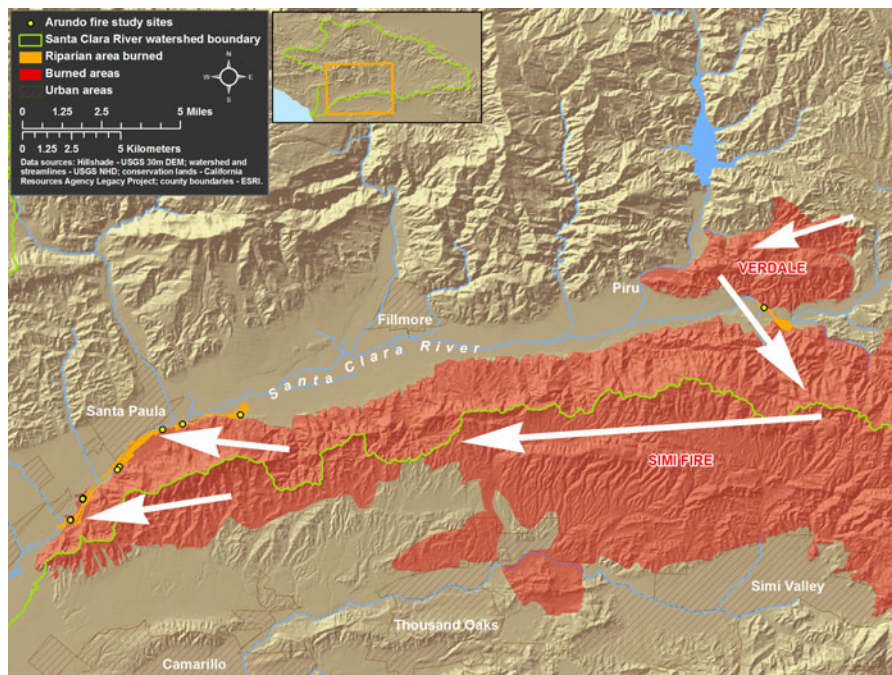 Arundo fire study sites
Santa Clara River watershed boundary
Riparian area burned
Burned areas
Urban areas
N
W E
S
0 1.25 2.5 5 Miles
0 1.25 2.5 5 Kilometers
Data sources: Hillshade - USGS 30m DEM; watershed and
streamlines - USGS NHD; conservation lands - California
Resources Agency Legacy Project; county boundaries - ESRI.
VERDALE
Piru
Fillmore
Santa Clara River
Santa Paula
SIMI FIRE
Simi Valley
Thousand Oaks
Camarillo